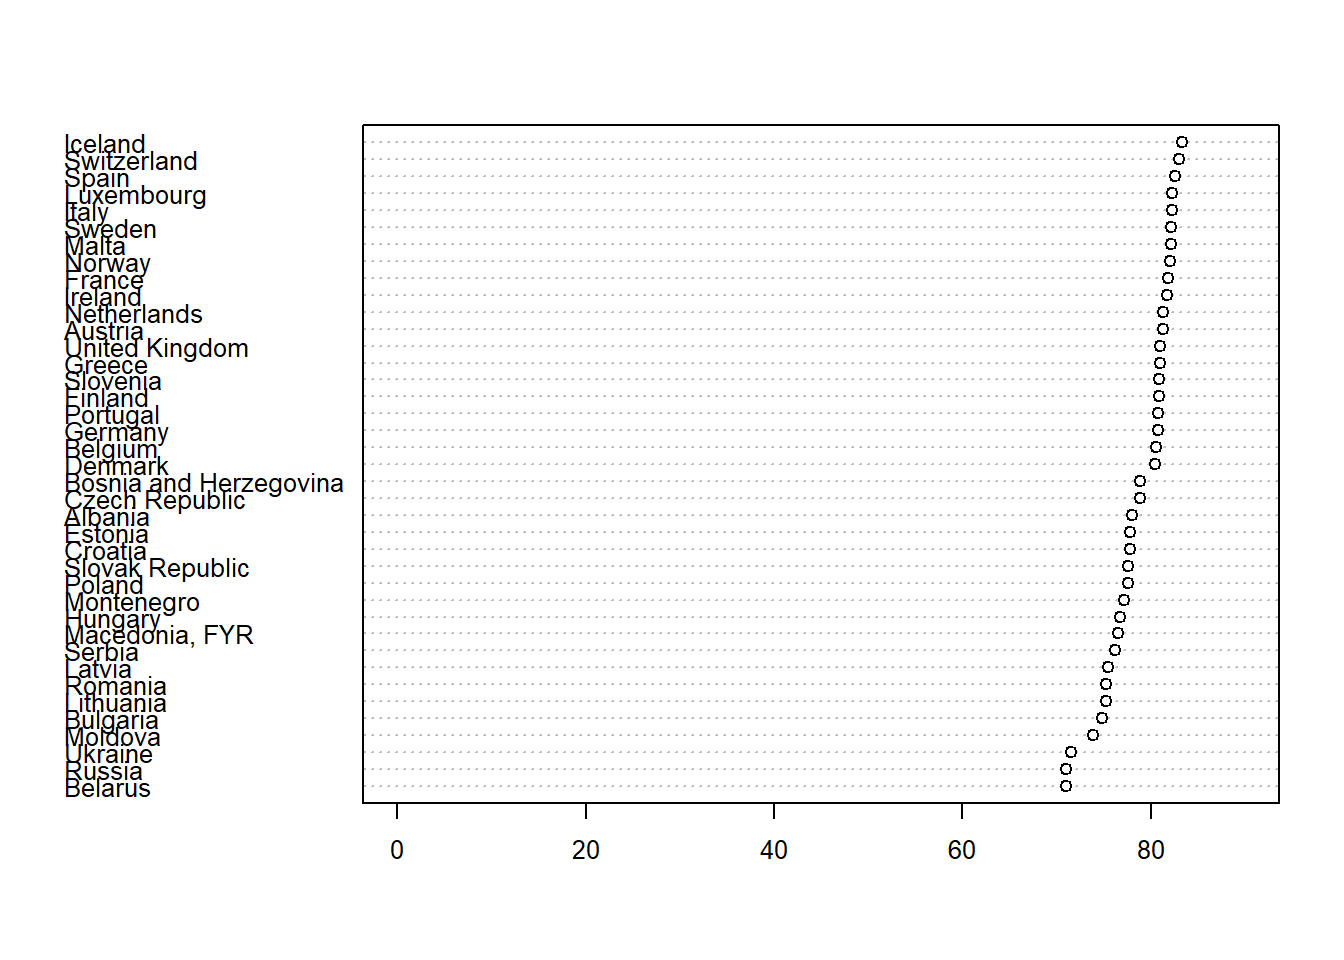 Iceland
Switzerland
Spain
Luxembourg
Italy
Sweden
Malta
Norway
France
Ireland
Netherlands
Austria
United Kingdom
Greece
Slovenia
Finland
Portugal
Germany
Belgium
Denmark
Bosnia and Herzegovina
Czech Republic
Albania
Estonia
Croatia
Slovak Republic
Poland
Montenegro
Hungary
Macedonia, FYR
Serbia
Latvia
Romania
Lithuania
Bulgaria
Moldova
Ukraine
Russia
Belarus
0 20 40 60 80